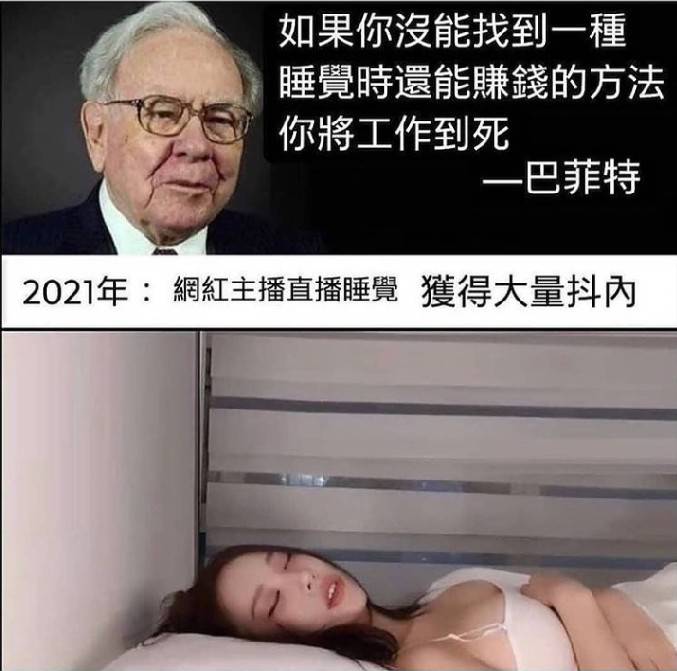 如果你沒能找到一種
睡覺時還能賺錢的方法
你將工作到死
—巴菲特
2021年：網紅主播直播睡覺 獲得大量抖內